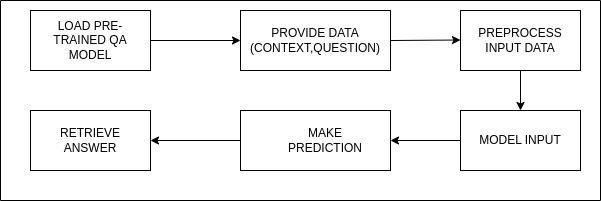 LOAD PRE-
TRAINED QA
MODEL
PROVIDE DATA
(CONTEXT,QUESTION)
PREPROCESS
INPUT DATA
MODEL INPUT
MAKE
PREDICTION
RETRIEVE
ANSWER